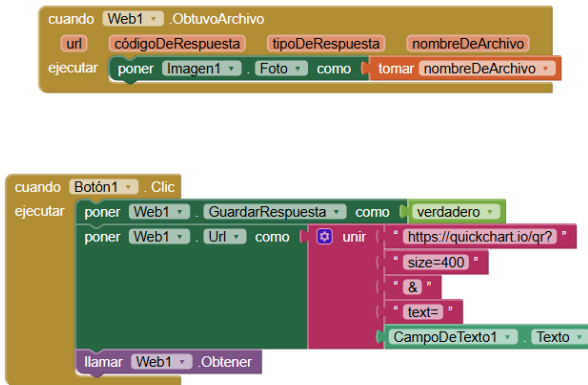 cuando Web1 .ObtuvoArchivo
url códigoDeRespuesta tipoDeRespuesta nombreDeArchivo
ejecutar poner Imagen1 . Foto como tomar nombreDeArchivo
cuando Botón1 . Clic
ejecutar poner Web1 . GuardarRespuesta como verdadero
poner Web1 . Url como unir " https://quickchart.io/qr? "
" size=400 "
" & "
" text= "
CampoDeTexto1 . Texto
llamar Web1 .Obtener